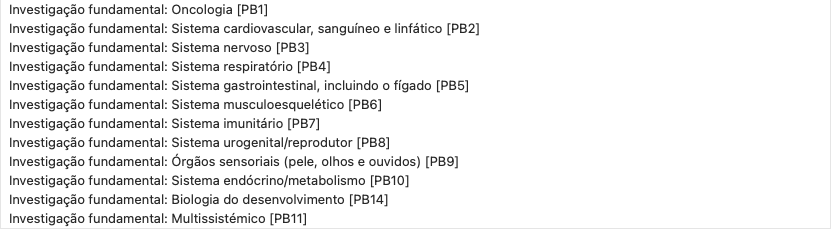 Investigação fundamental: Oncologia [PB1]
Investigação fundamental: Sistema cardiovascular, sanguíneo e linfático [PB2]
Investigação fundamental: Sistema nervoso [PB3]
Investigação fundamental: Sistema respiratório [PB4]
Investigação fundamental: Sistema gastrointestinal, incluindo o fígado [PB5]
Investigação fundamental: Sistema musculoesquelético [PB6]
Investigação fundamental: Sistema imunitário [PB7]
Investigação fundamental: Sistema urogenital/reprodutor [PB8]
Investigação fundamental: Órgãos sensoriais (pele, olhos e ouvidos) [PB9]
Investigação fundamental: Sistema endócrino/metabolismo [PB10]
Investigação fundamental: Biologia do desenvolvimento [PB14]
Investigação fundamental: Multissistémico [PB11]